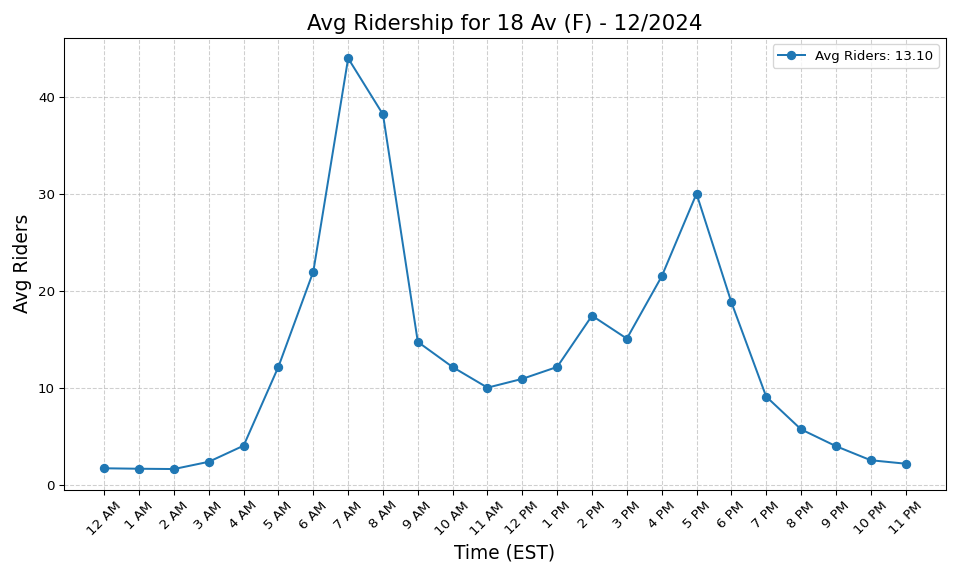 Avg Ridership for 18 Av (F) - 12/2024
Avg Riders: 13.10
Avg Riders
40
30
20
10
0
12 AM
1 AM
2 AM
3 AM
4 AM
5 AM
6 AM
7 AM
8 AM
9 AM
10 AM
11 AM
12 PM
1 PM
2 PM
3 PM
4 PM
5 PM
6 PM
7 PM
8 PM
9 PM
10 PM
11 PM
Time (EST)